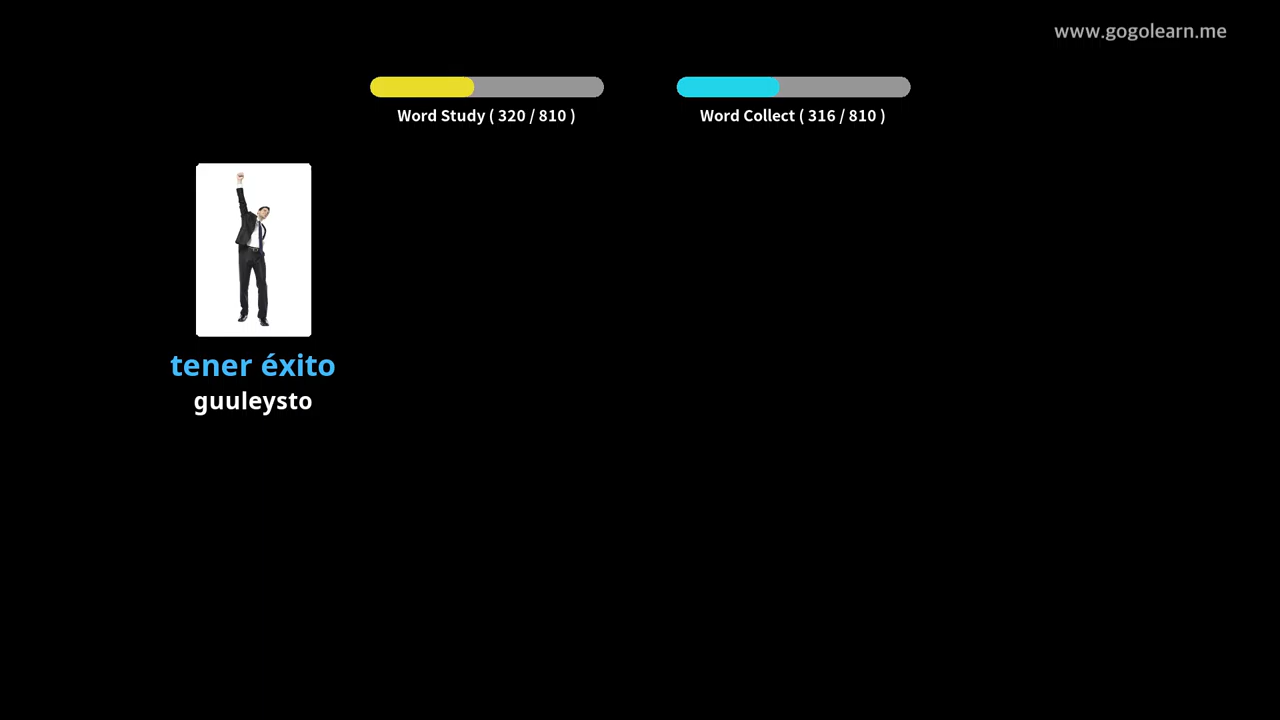 www.gogolearn.me
Word Study ( 320 / 810 )
Word Collect ( 316 / 810 )
tener éxito
guuleysto